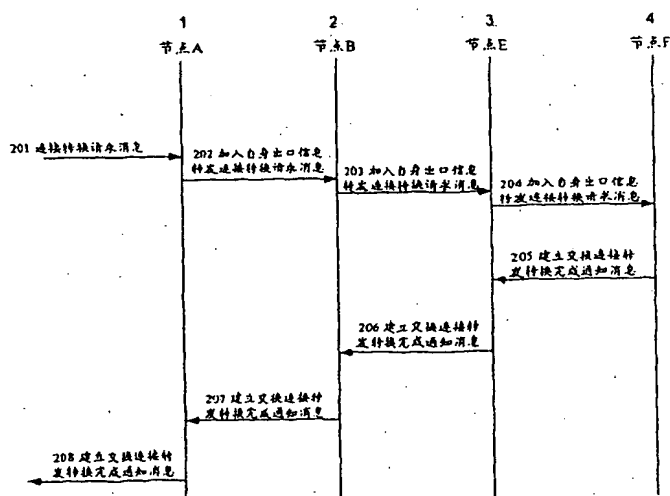 1
2
3
4
节点A
节点B
节点E
节点F
201 连接转换请求消息
202 加入自身出口信息
转发连接转换请求消息
203 加入自身出口信息
转发连接转换请求消息
204 加入自身出口信息
转发连接转换请求消息
205 建立交换连接转
发转换完成通知消息
206 建立交换连接转
发转换完成通知消息
207 建立交换连接转
发转换完成通知消息
208 建立交换连接转
发转换完成通知消息